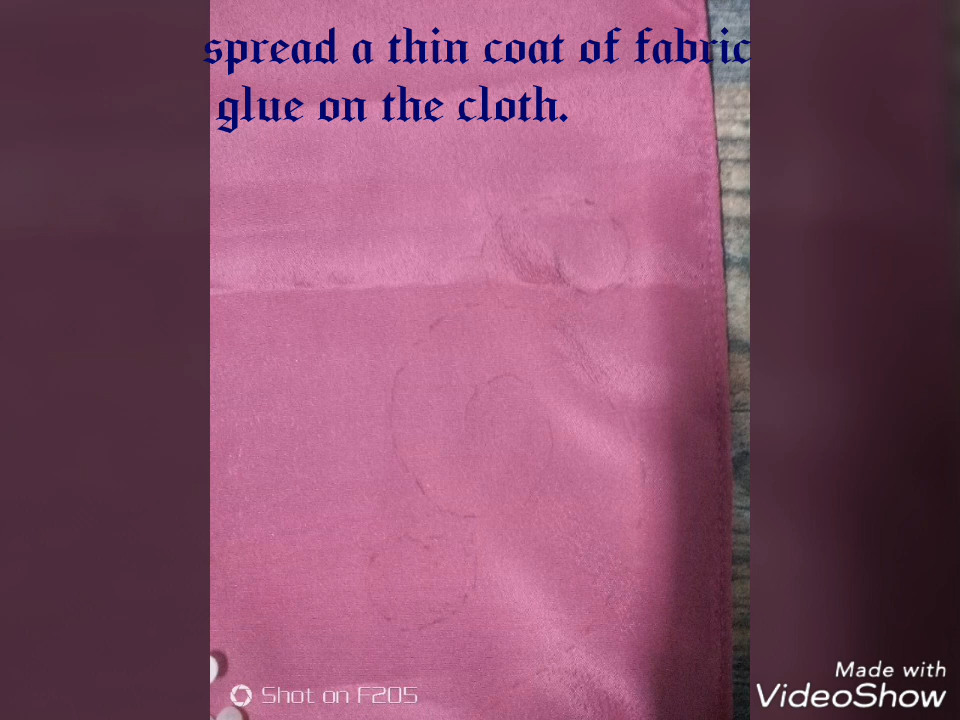 spread a thin coat of fabric
glue on the cloth.
Shot on F205
Made with
VideoShow